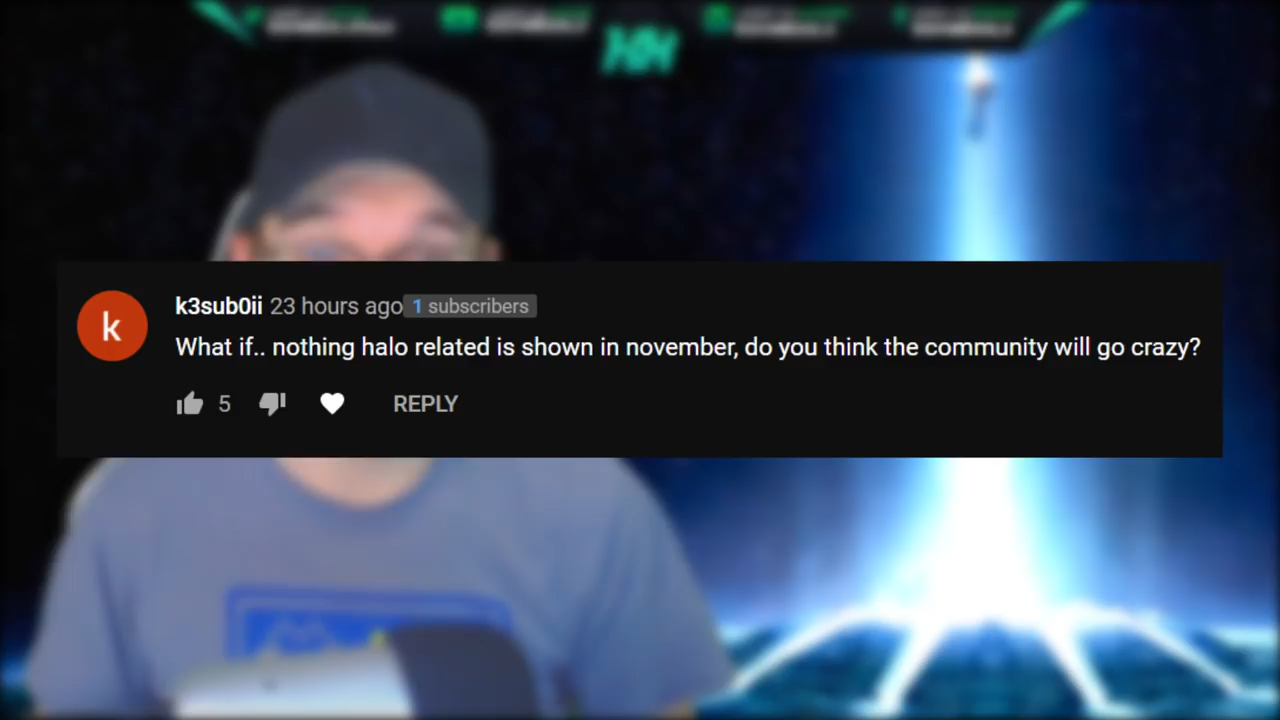 HH
k3sub0ii 23 hours ago 1 subscribers
k
What if.. nothing halo related is shown in november, do you think the community will go crazy?
5
REPLY